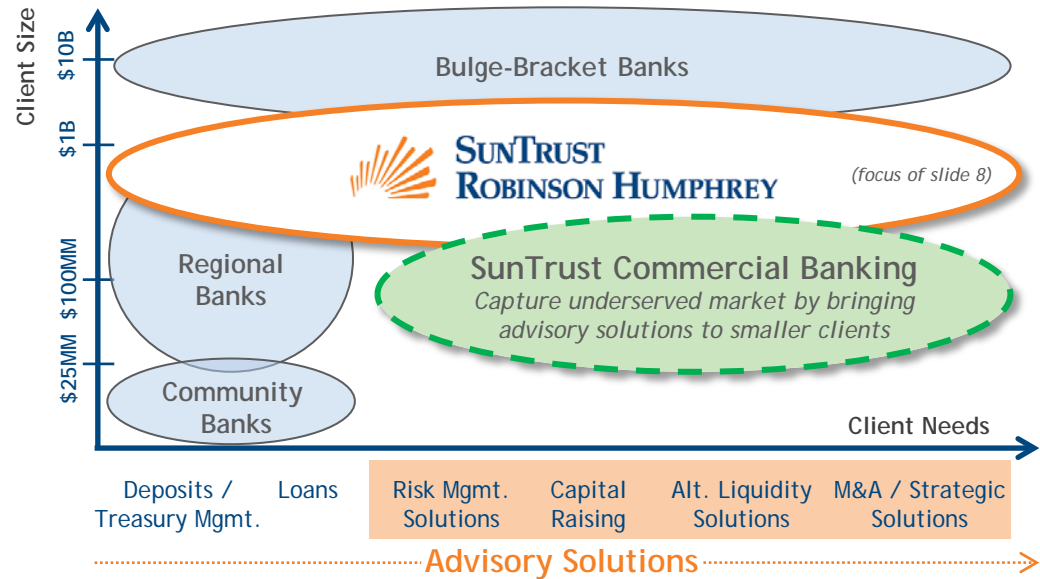 Client Size
$10B
$1B
$100MM
$25MM
Bulge-Bracket Banks
SUNTRUST
ROBINSON HUMPHREY
(focus of slide 8)
Regional
Banks
SunTrust Commercial Banking
Capture underserved market by bringing
advisory solutions to smaller clients
Community
Banks
Client Needs
Deposits /
Treasury Mgmt.
Loans
Risk Mgmt.
Solutions
Capital
Raising
Alt. Liquidity
Solutions
M&A / Strategic
Solutions
Advisory Solutions